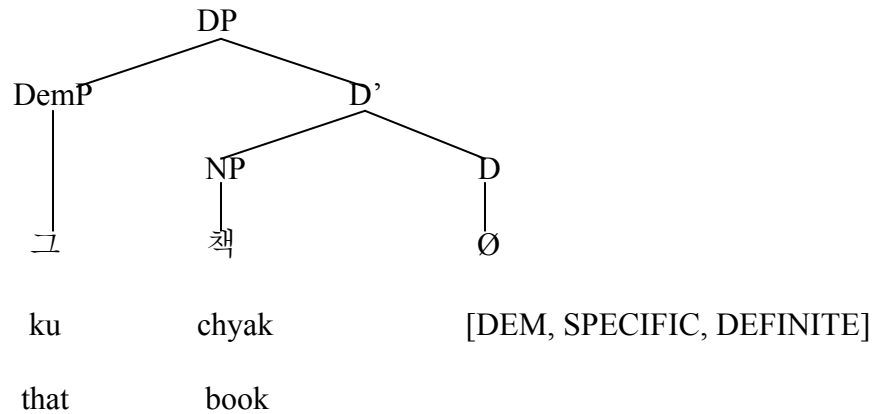 DP
DemP D’
NP D
그 책 Ø
ku chyak [DEM, SPECIFIC, DEFINITE]
that book